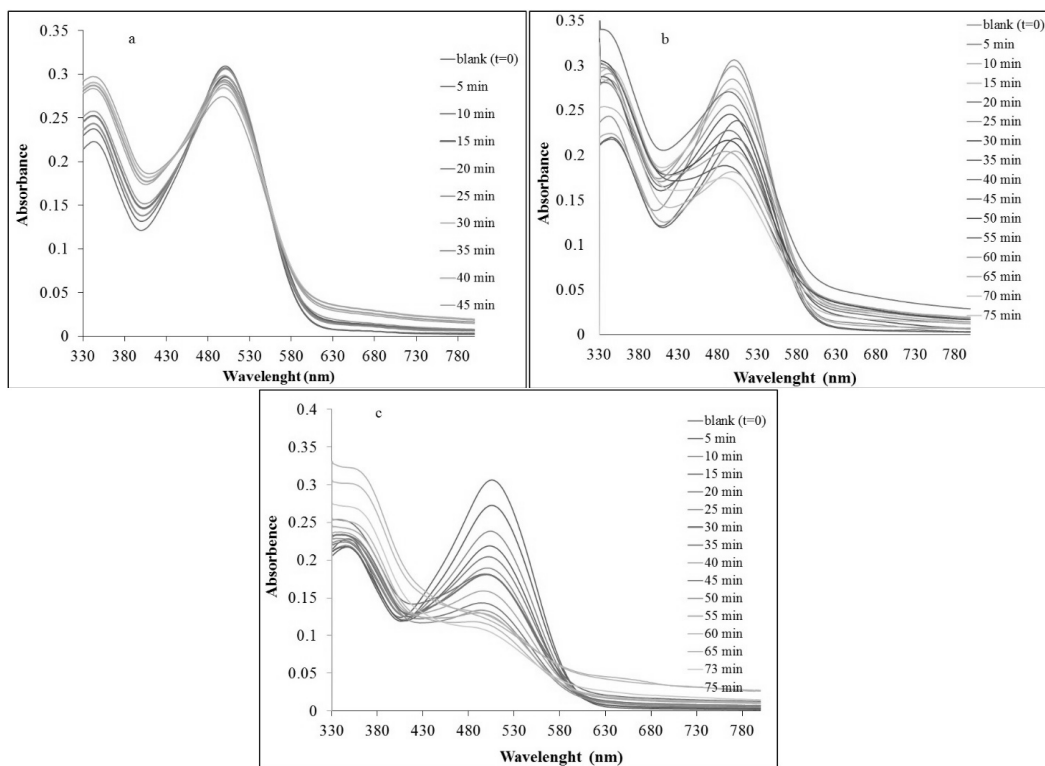 a
0.35
0.3
0.25
0.2
0.15
0.1
0.05
0
Absorbance
330 380 430 480 530 580 630 680 730 780
Wavelenght (nm)
blank (t=0)
5 min
10 min
15 min
20 min
25 min
30 min
35 min
40 min
45 min
b
0.35
0.3
0.25
0.2
0.15
0.1
0.05
0
Absorbance
330 380 430 480 530 580 630 680 730 780
Wavelenght (nm)
blank (t=0)
5 min
10 min
15 min
20 min
25 min
30 min
35 min
40 min
45 min
50 min
55 min
60 min
65 min
70 min
75 min
c
0.4
0.35
0.3
0.25
0.2
0.15
0.1
0.05
0
Absorbence
330 380 430 480 530 580 630 680 730 780
Wavelenght (nm)
blank (t=0)
5 min
10 min
15 min
20 min
25 min
30 min
35 min
40 min
45 min
50 min
55 min
60 min
65 min
73 min
75 min